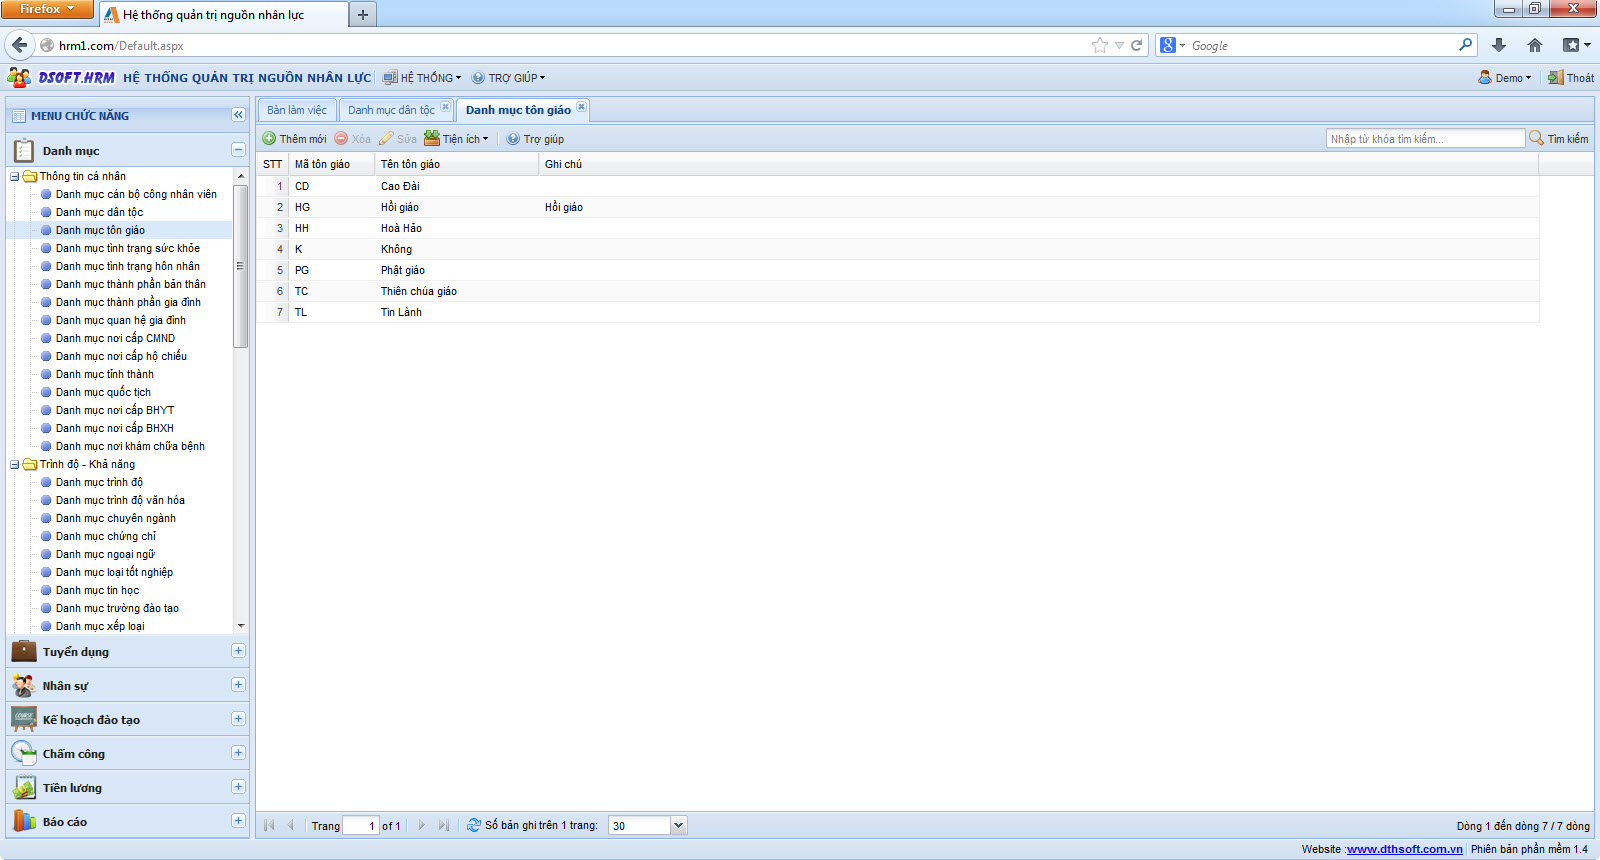 Firefox
Hệ thống quản trị nguồn nhân lực
hrm1.com/Default.aspx
Google
DSOFT.HRM HỆ THỐNG QUẢN TRỊ NGUỒN NHÂN LỰC HỆ THỐNG TRỢ GIÚP Demo Thoát
MENU CHỨC NĂNG
Danh mục
Thông tin cá nhân
Danh mục cán bộ công nhân viên
Danh mục dân tộc
Danh mục tôn giáo
Danh mục tình trạng sức khỏe
Danh mục tình trạng hôn nhân
Danh mục thành phần bản thân
Danh mục thành phần gia đình
Danh mục quan hệ gia đình
Danh mục nơi cấp CMND
Danh mục nơi cấp hộ chiếu
Danh mục tỉnh thành
Danh mục quốc tịch
Danh mục nơi cấp BHYT
Danh mục nơi cấp BHXH
Danh mục nơi khám chữa bệnh
Trình độ - Khả năng
Danh mục trình độ
Danh mục trình độ văn hóa
Danh mục chuyên ngành
Danh mục chứng chỉ
Danh mục ngoại ngữ
Danh mục loại tốt nghiệp
Danh mục tin học
Danh mục trường đào tạo
Danh mục xếp loại
Tuyển dụng
Nhân sự
Kế hoạch đào tạo
Chấm công
Tiền lương
Báo cáo
Bàn làm việc Danh mục dân tộc Danh mục tôn giáo
Thêm mới Xóa Sửa Tiện ích Trợ giúp Nhập từ khóa tìm kiếm... Tìm kiếm
STT Mã tôn giáo Tên tôn giáo Ghi chú
1 CD Cao Đài
2 HG Hồi giáo Hồi giáo
3 HH Hoà Hảo
4 K Không
5 PG Phật giáo
6 TC Thiên chúa giáo
7 TL Tin Lành
Trang 1 of 1 Số bản ghi trên 1 trang: 30 Dòng 1 đến dòng 7 / 7 dòng
Website :www.dthsoft.com.vn Phiên bản phần mềm 1.4